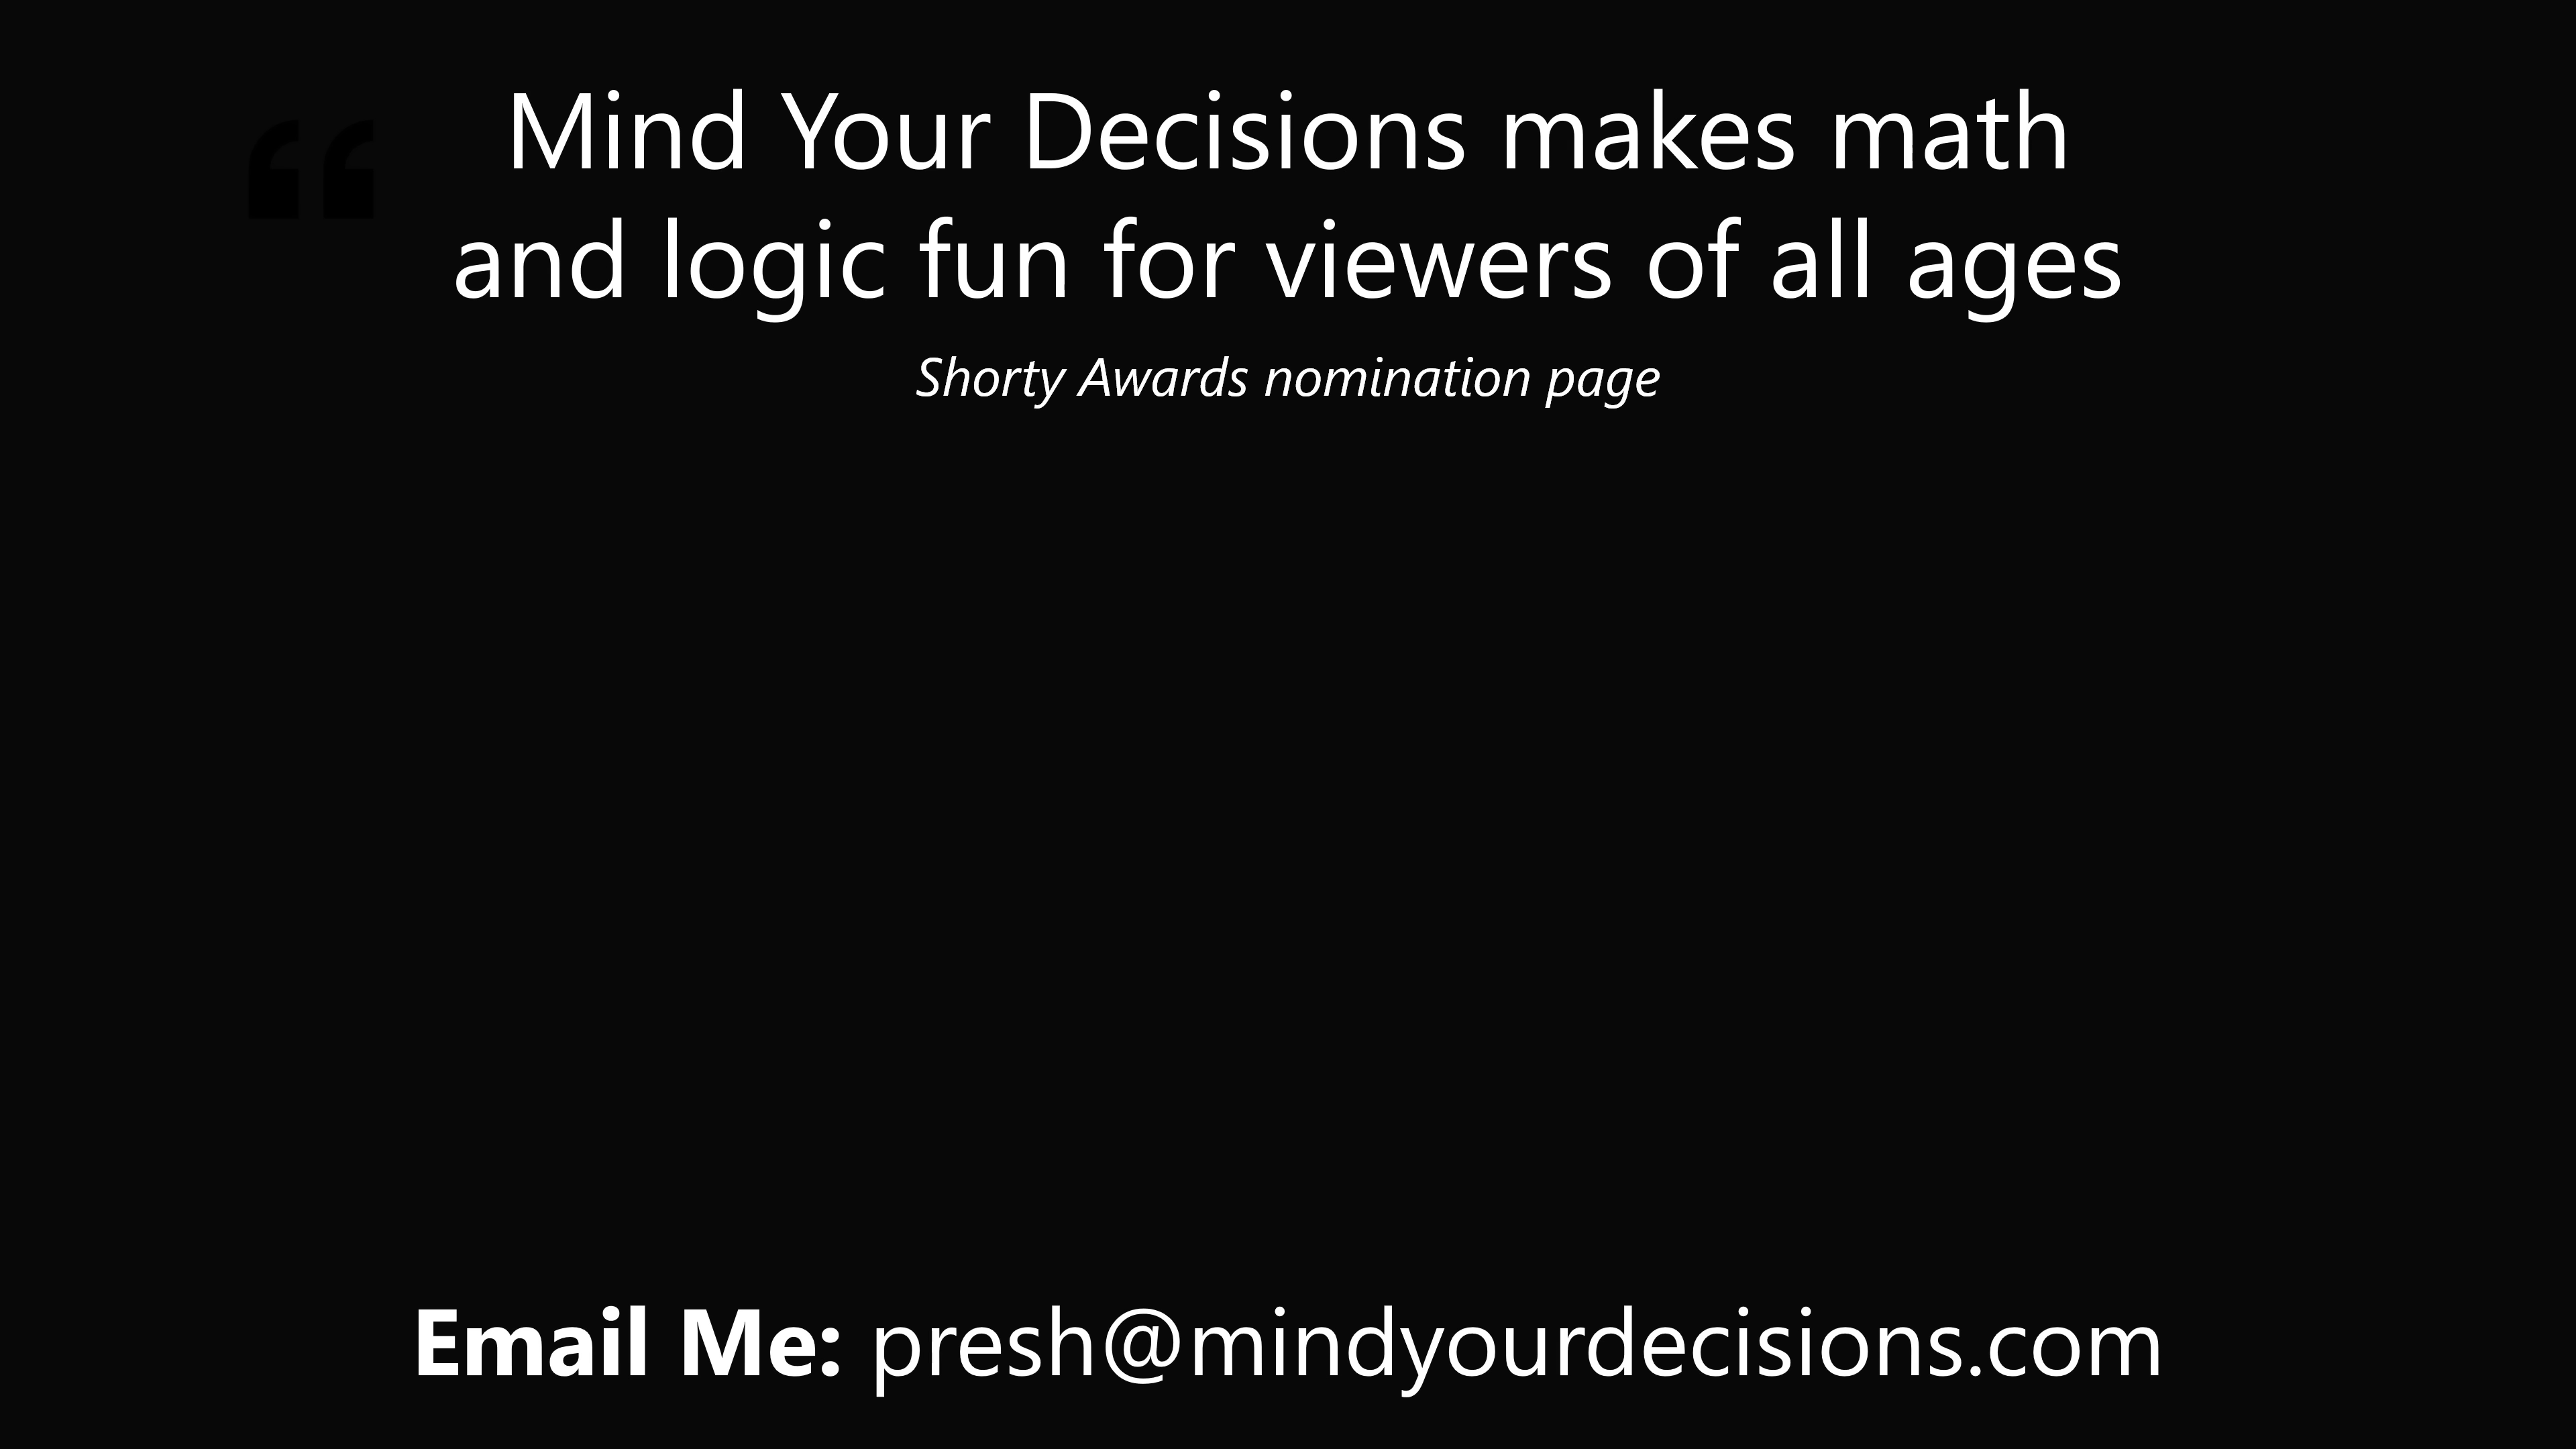 “
Mind Your Decisions makes math
and logic fun for viewers of all ages
Shorty Awards nomination page
Email Me: presh@mindyourdecisions.com